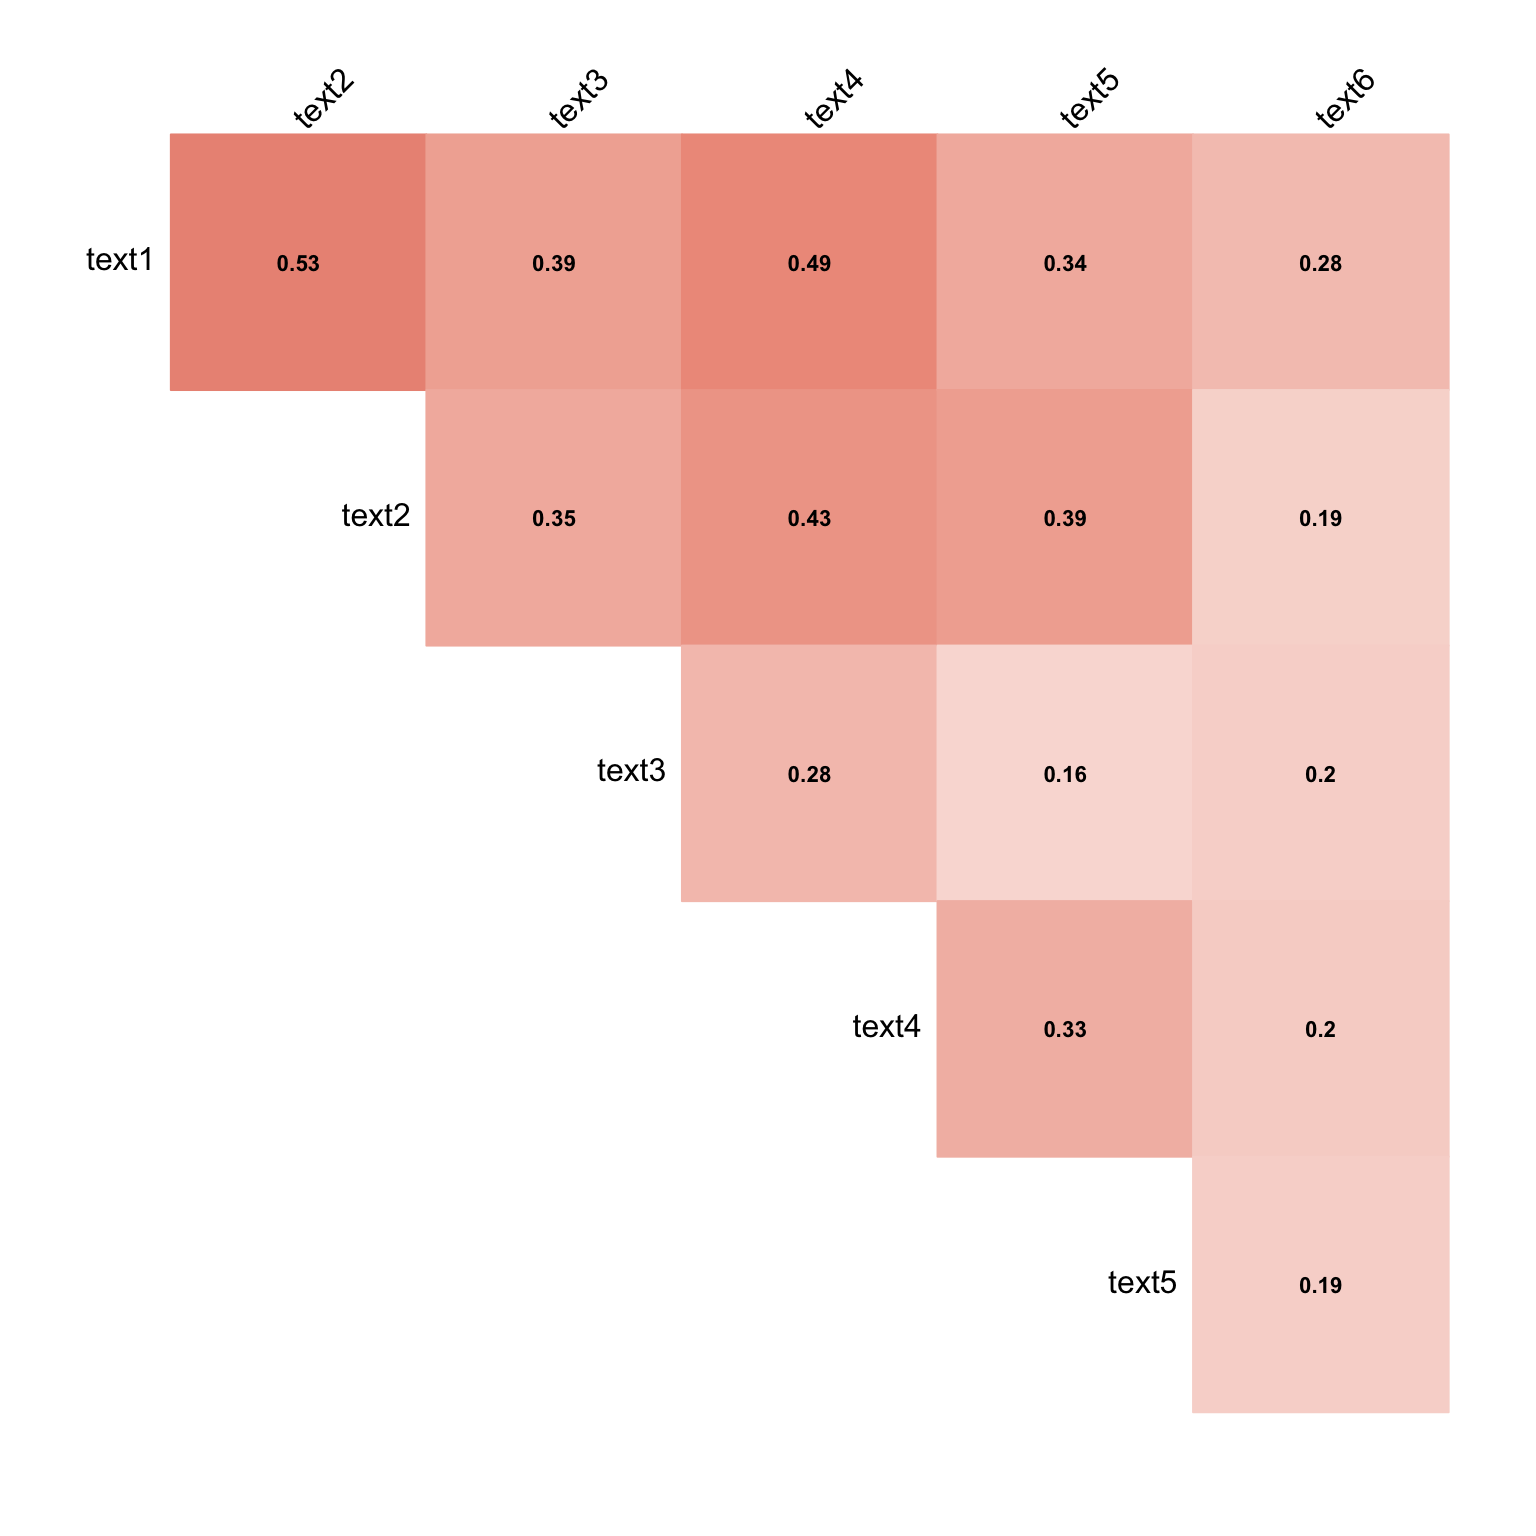 text2 text3 text4 text5 text6
text1 0.53 0.39 0.49 0.34 0.28
text2 0.35 0.43 0.39 0.19
text3 0.28 0.16 0.2
text4 0.33 0.2
text5 0.19